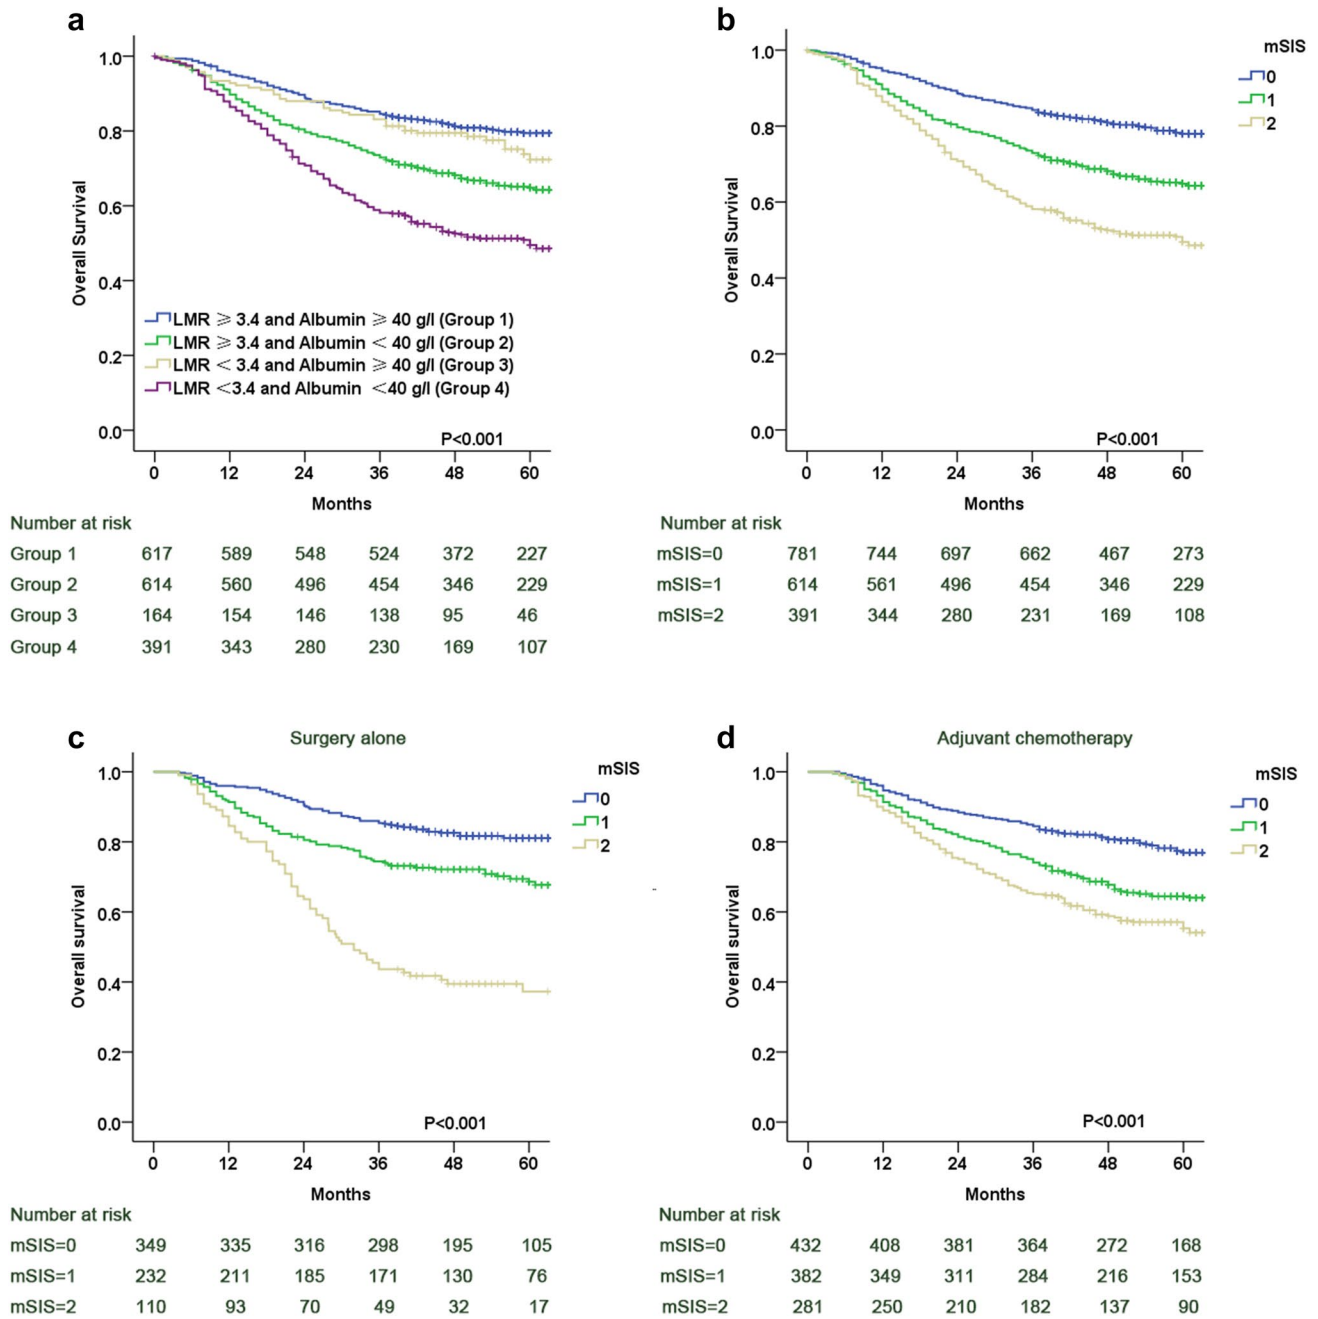 a
1.0
0.8
0.6
0.4
0.2
0.0
Overall Survival
LMR ⩾ 3.4 and Albumin ⩾ 40 g/l (Group 1)
LMR ⩾ 3.4 and Albumin < 40 g/l (Group 2)
LMR < 3.4 and Albumin ⩾ 40 g/l (Group 3)
LMR <3.4 and Albumin <40 g/l (Group 4)
P<0.001
0 12 24 36 48 60
Months
Number at risk
Group 1 617 589 548 524 372 227
Group 2 614 560 496 454 346 229
Group 3 164 154 146 138 95 46
Group 4 391 343 280 230 169 107
b
mSIS
0
1
2
1.0
0.8
0.6
0.4
0.2
0.0
Overall Survival
P<0.001
0 12 24 36 48 60
Months
Number at risk
mSIS=0 781 744 697 662 467 273
mSIS=1 614 561 496 454 346 229
mSIS=2 391 344 280 231 169 108
c
Surgery alone
mSIS
0
1
2
1.0
0.8
0.6
0.4
0.2
0.0
Overall survival
P<0.001
0 12 24 36 48 60
Months
Number at risk
mSIS=0 349 335 316 298 195 105
mSIS=1 232 211 185 171 130 76
mSIS=2 110 93 70 49 32 17
d
Adjuvant chemotherapy
mSIS
0
1
2
1.0
0.8
0.6
0.4
0.2
0.0
Overall survival
P<0.001
0 12 24 36 48 60
Months
Number at risk
mSIS=0 432 408 381 364 272 168
mSIS=1 382 349 311 284 216 153
mSIS=2 281 250 210 182 137 90